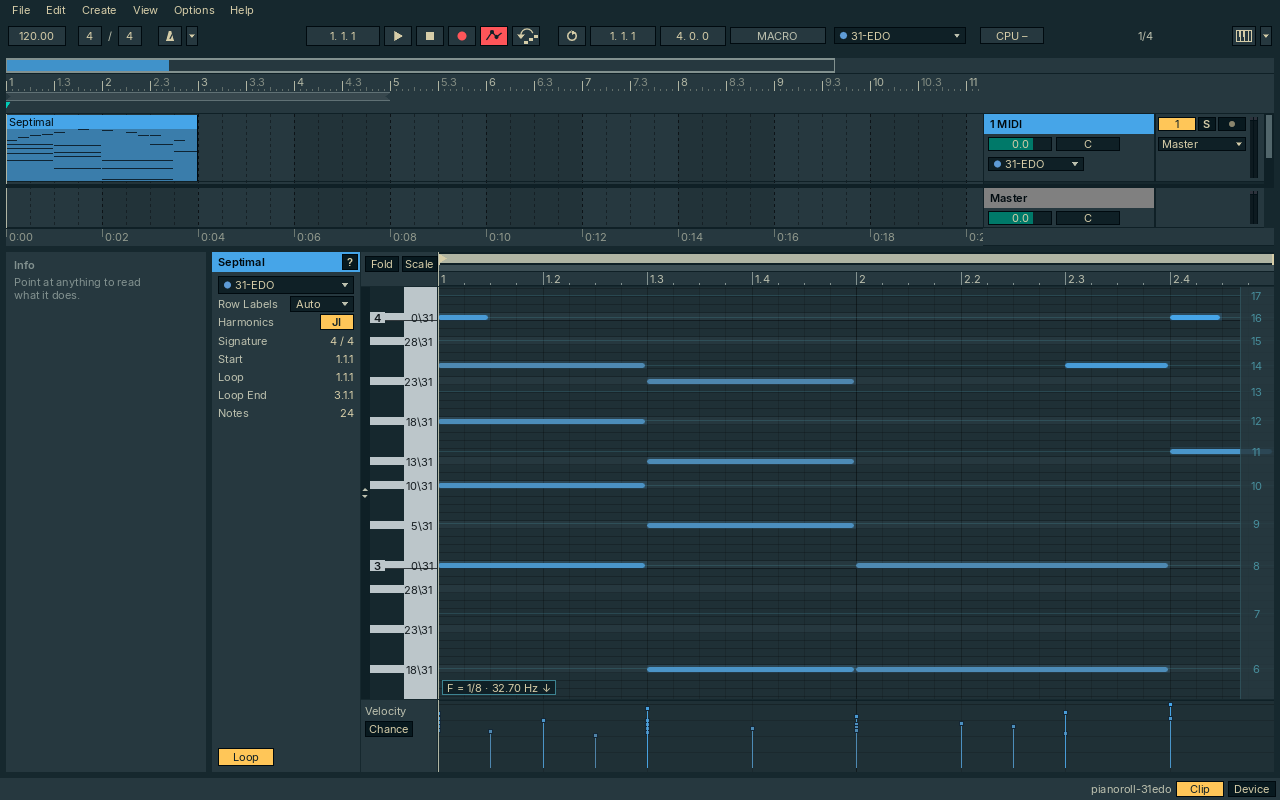 File Edit Create View Options Help
120.00 4 / 4 1. 1. 1 1. 1. 1 4. 0. 0 MACRO 31-EDO CPU – 1/4
1 1.3 2 2.3 3 3.3 4 4.3 5 5.3 6 6.3 7 7.3 8 8.3 9 9.3 10 10.3 11
Septimal 1 MIDI 1 S
0.0 C Master
31-EDO
Master
0.0 C
0:00 0:02 0:04 0:06 0:08 0:10 0:12 0:14 0:16 0:18
Info
Point at anything to read
what it does.
Septimal ?
31-EDO
Row Labels Auto
Harmonics JI
Signature 4 / 4
Start 1.1.1
Loop 1.1.1
Loop End 3.1.1
Notes 24
Loop
Fold Scale
1 1.2 1.3 1.4 2 2.2 2.3 2.4
17
4 0\31 16
28\31 15
14
23\31
13
18\31 12
13\31 11
10\31 10
5\31 9
3 0\31 8
28\31
7
23\31
18\31 6
F = 1/8 · 32.70 Hz ↓
Velocity
Chance
pianoroll-31edo Clip Device